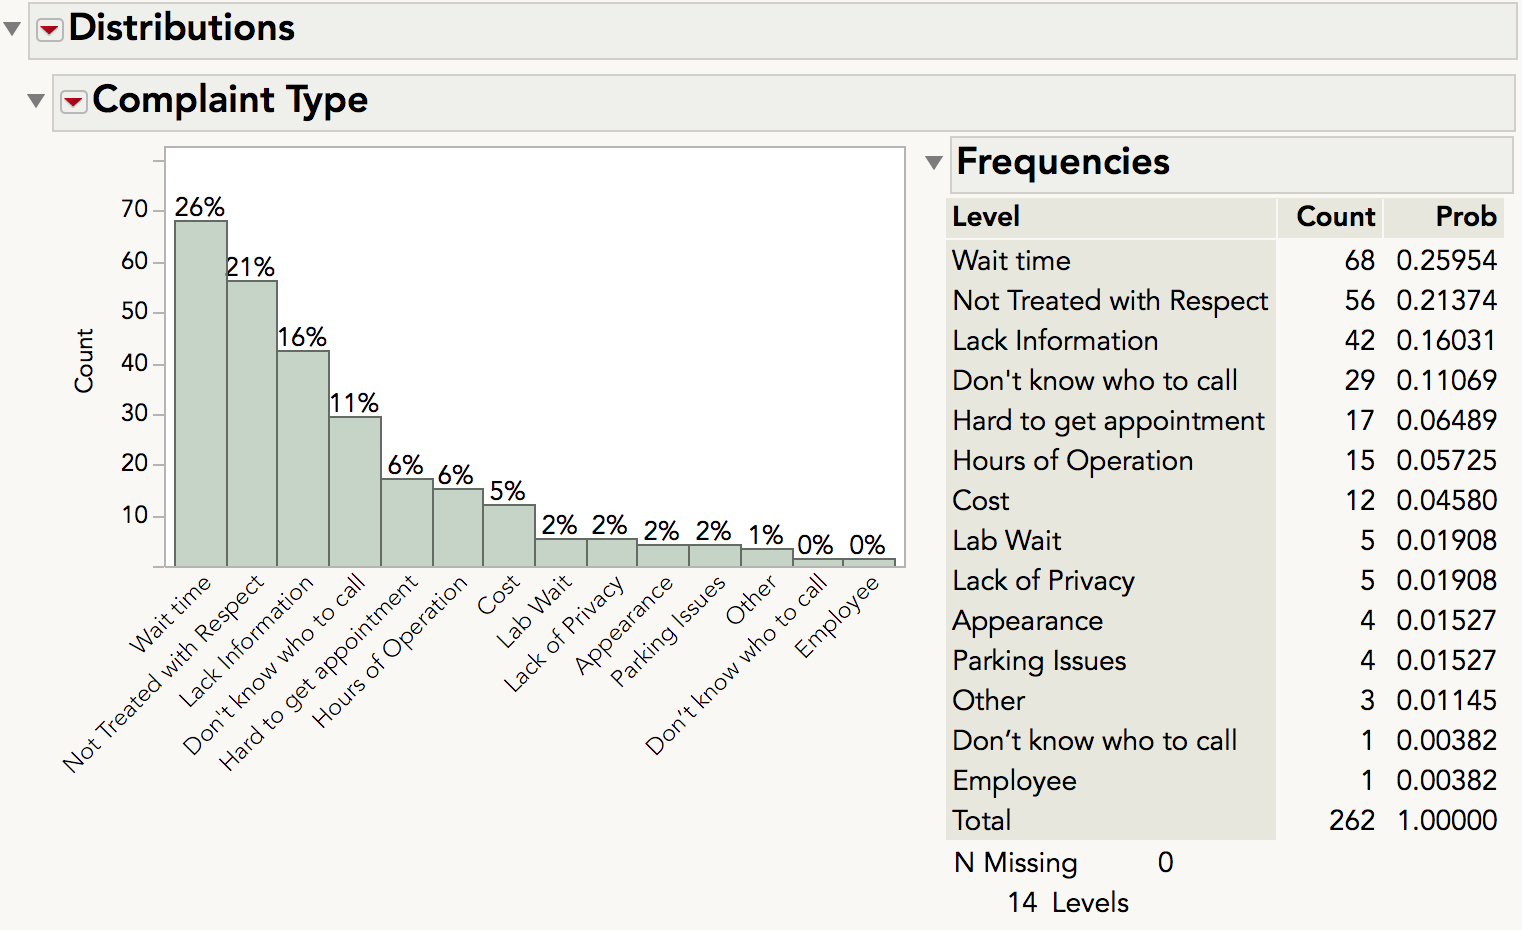 Distributions
Complaint Type
70
60
50
40
30
20
10
Count
26%
21%
16%
11%
6%
6%
5%
2%
2%
2%
2%
1%
0%
0%
Wait time
Not Treated with Respect
Lack Information
Don't know who to call
Hard to get appointment
Hours of Operation
Cost
Lab Wait
Lack of Privacy
Appearance
Parking Issues
Other
Don’t know who to call
Employee
Frequencies
Level Count Prob
Wait time 68 0.25954
Not Treated with Respect 56 0.21374
Lack Information 42 0.16031
Don't know who to call 29 0.11069
Hard to get appointment 17 0.06489
Hours of Operation 15 0.05725
Cost 12 0.04580
Lab Wait 5 0.01908
Lack of Privacy 5 0.01908
Appearance 4 0.01527
Parking Issues 4 0.01527
Other 3 0.01145
Don’t know who to call 1 0.00382
Employee 1 0.00382
Total 262 1.00000
N Missing 0
14 Levels